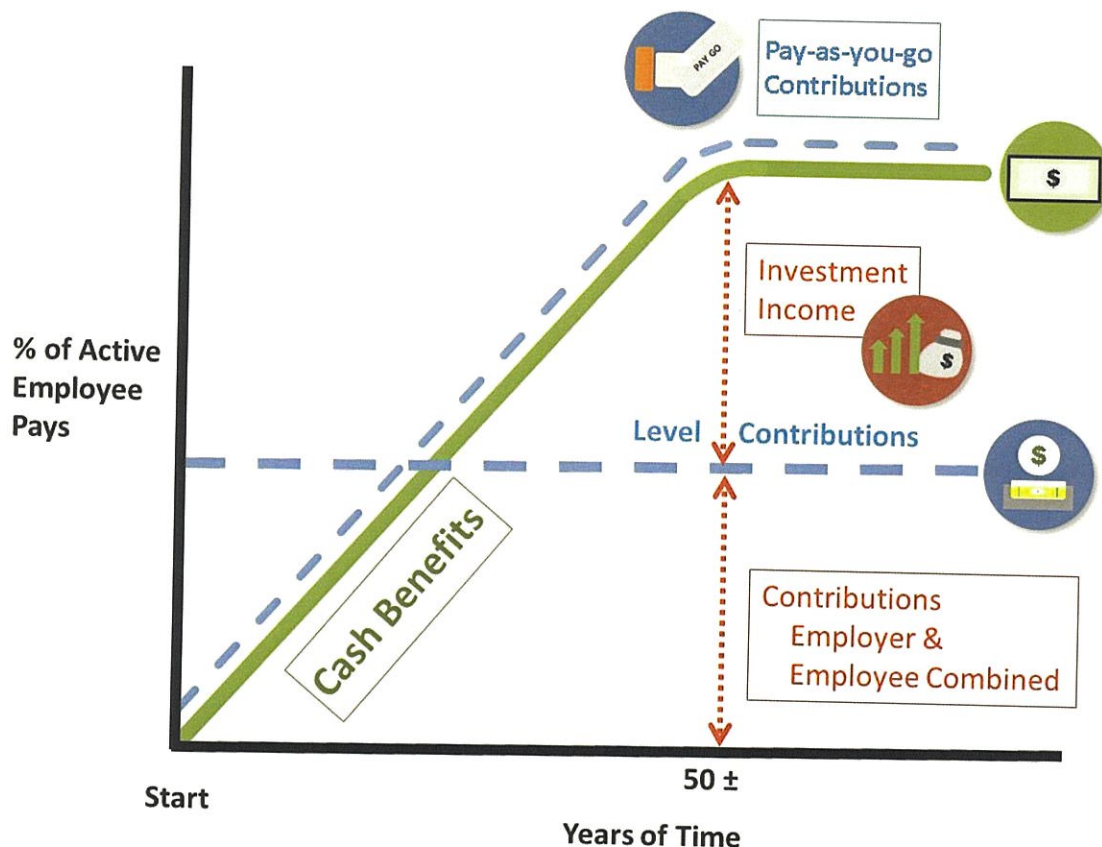 PAY GO
Pay-as-you-go
Contributions
$
Investment
Income
$
% of Active
Employee
Pays
Level Contributions
$
Cash Benefits
Contributions
Employer &
Employee Combined
50 ±
Start
Years of Time